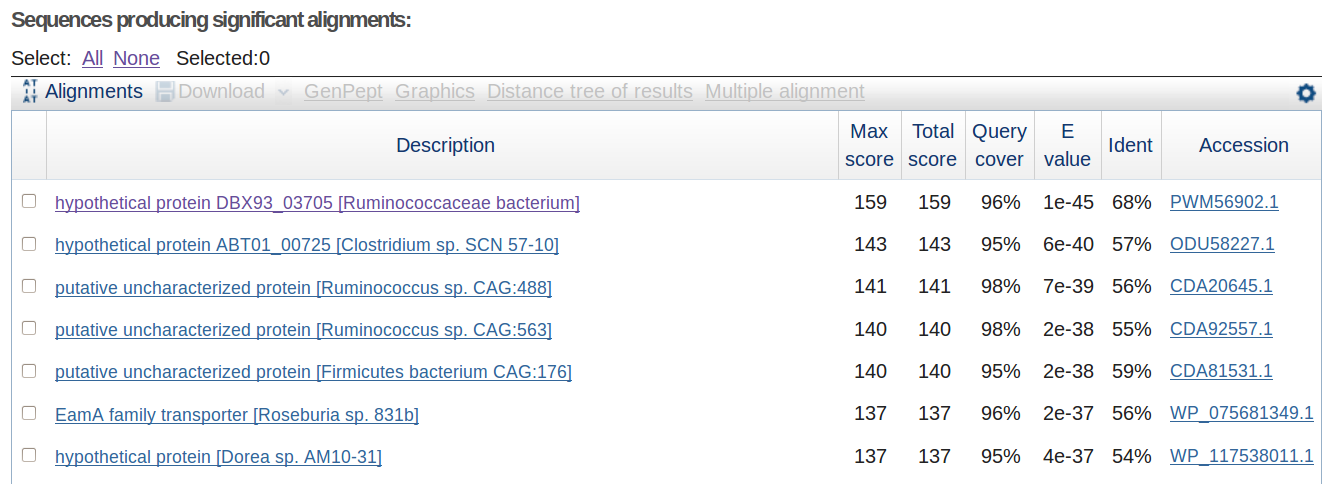 Sequences producing significant alignments:
Select: All None Selected:0
Alignments Download GenPept Graphics Distance tree of results Multiple alignment
Description Max score Total score Query cover E value Ident Accession
hypothetical protein DBX93_03705 [Ruminococcaceae bacterium] 159 159 96% 1e-45 68% PWM56902.1
hypothetical protein ABT01_00725 [Clostridium sp. SCN 57-10] 143 143 95% 6e-40 57% ODU58227.1
putative uncharacterized protein [Ruminococcus sp. CAG:488] 141 141 98% 7e-39 56% CDA20645.1
putative uncharacterized protein [Ruminococcus sp. CAG:563] 140 140 98% 2e-38 55% CDA92557.1
putative uncharacterized protein [Firmicutes bacterium CAG:176] 140 140 95% 2e-38 59% CDA81531.1
EamA family transporter [Roseburia sp. 831b] 137 137 96% 2e-37 56% WP_075681349.1
hypothetical protein [Dorea sp. AM10-31] 137 137 95% 4e-37 54% WP_117538011.1